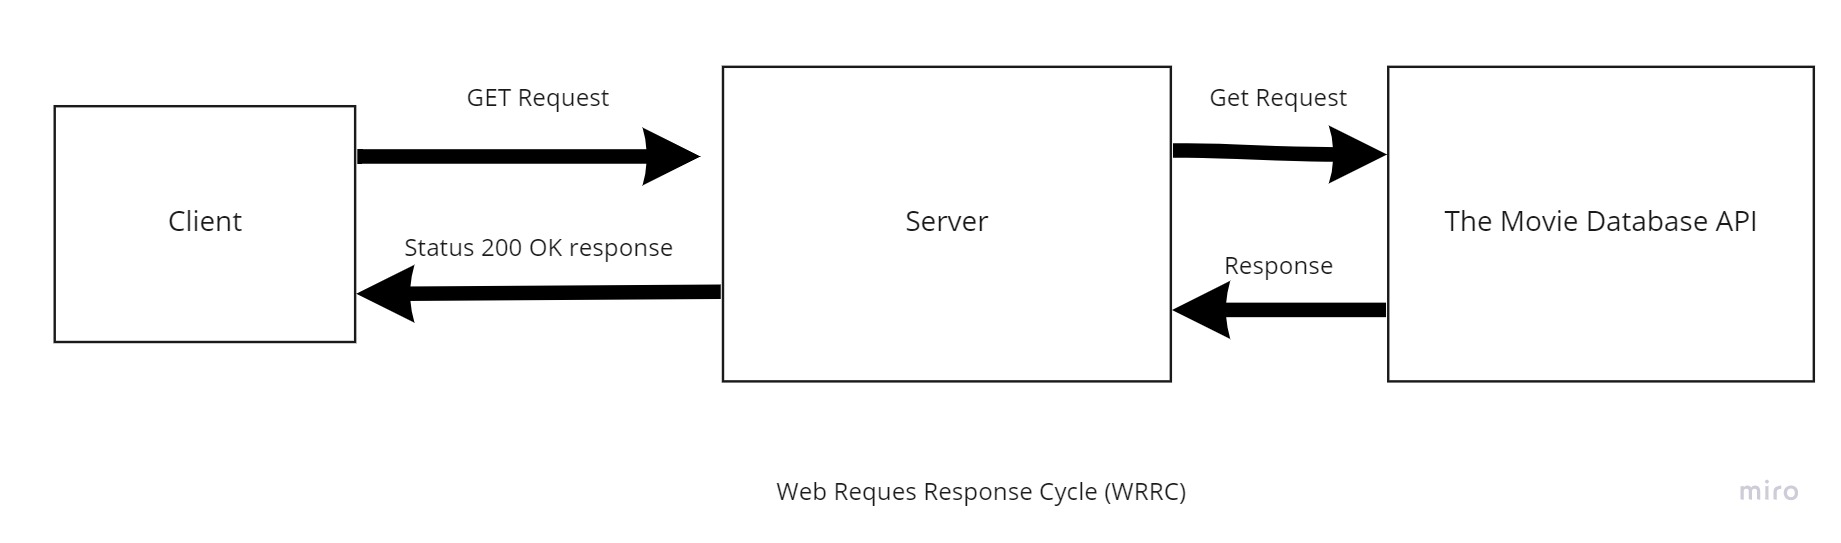 GET Request
Get Request
Client
Server
The Movie Database API
Status 200 OK response
Response
Web Reques Response Cycle (WRRC)
miro